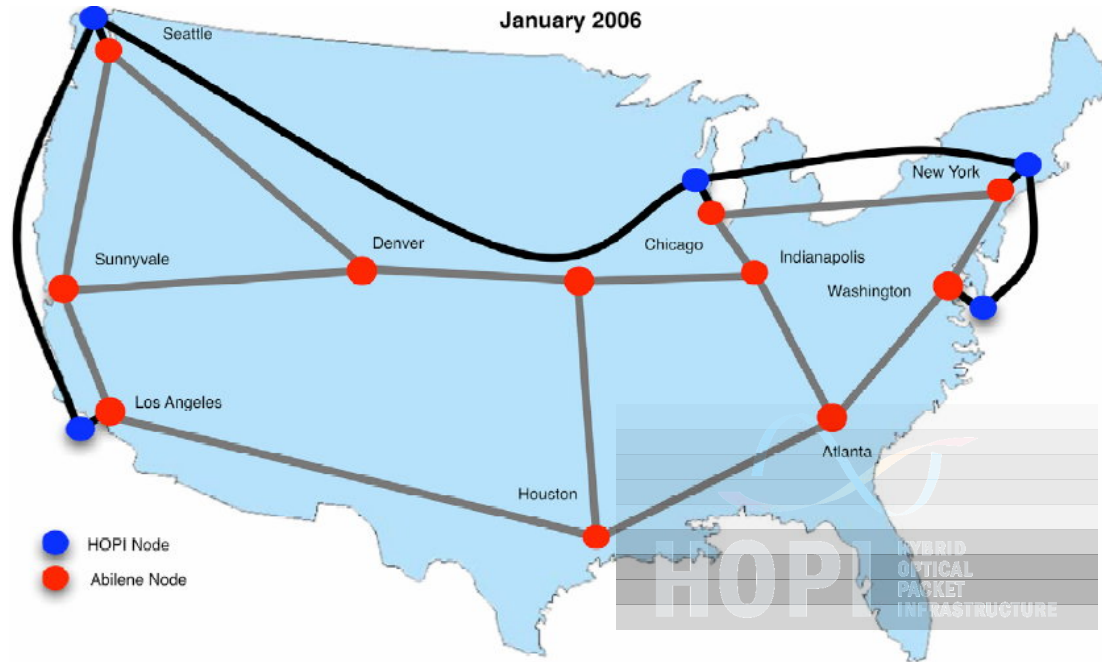 January 2006
Seattle
New York
Denver
Chicago
Indianapolis
Sunnyvale
Washington
Los Angeles
Atlanta
Houston
HOPI Node
Abilene Node
HOPI
HYBRID
OPTICAL
PACKET
INFRASTRUCTURE